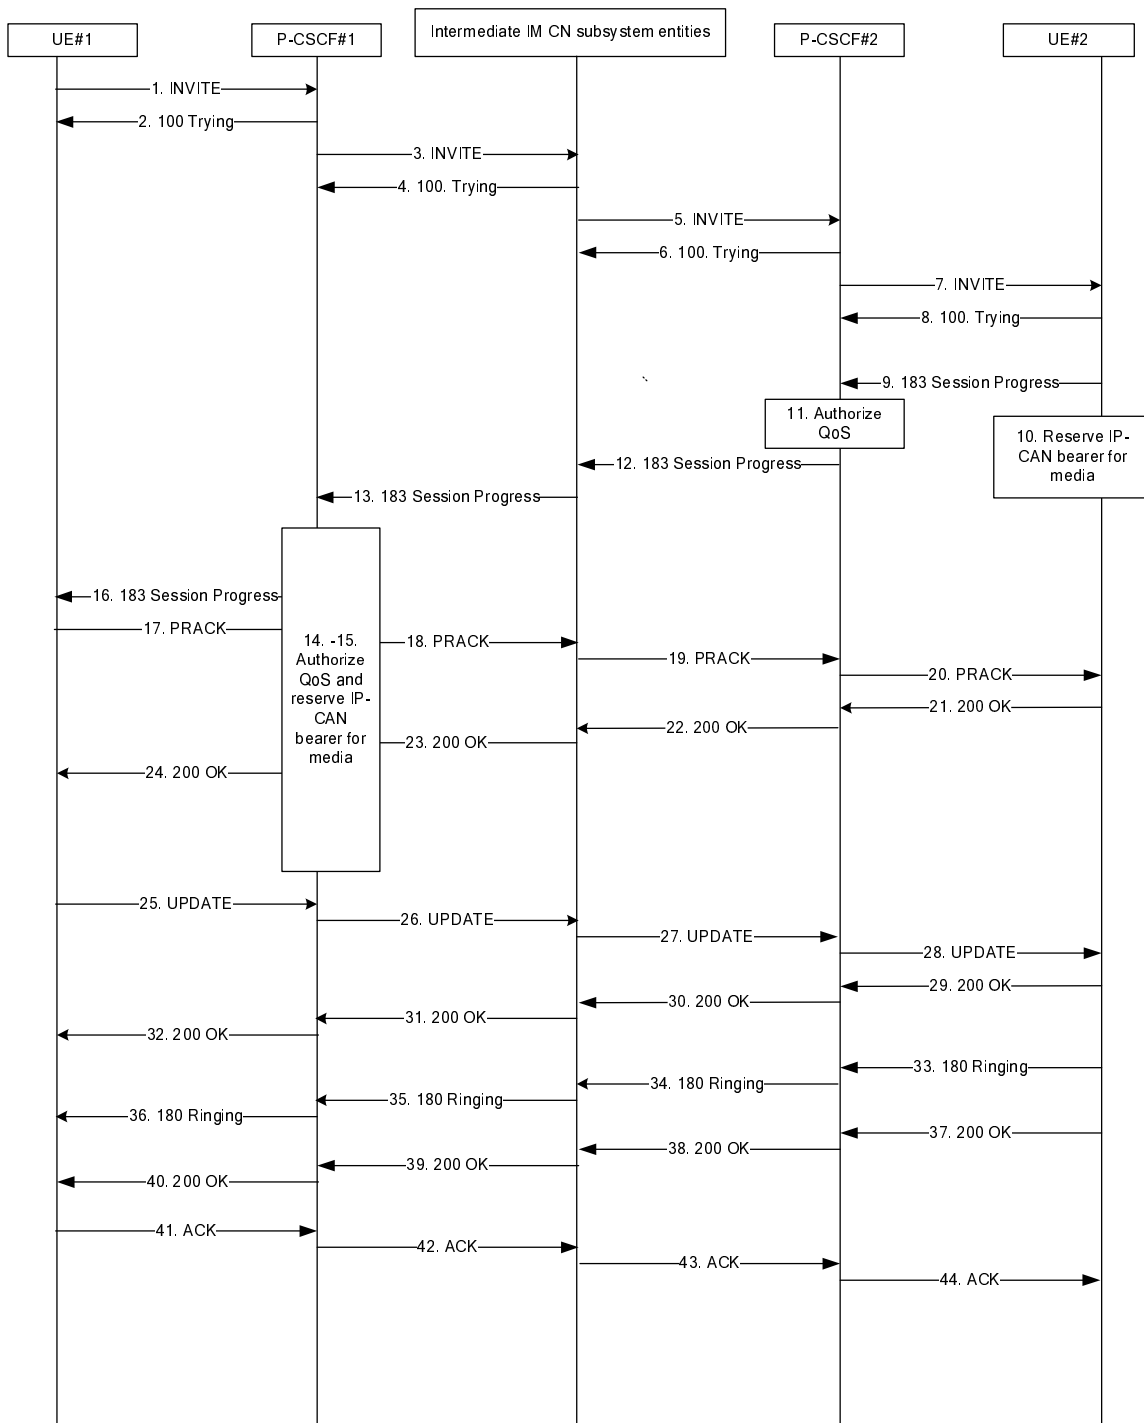 UE#1
P-CSCF#1
Intermediate IM CN subsystem entities
P-CSCF#2
UE#2
1. INVITE
2. 100 Trying
3. INVITE
4. 100. Trying
5. INVITE
6. 100. Trying
7. INVITE
8. 100. Trying
9. 183 Session Progress
11. Authorize
QoS
10. Reserve IP-
CAN bearer for
media
12. 183 Session Progress
13. 183 Session Progress
16. 183 Session Progress
17. PRACK
14. -15.
Authorize
QoS and
reserve IP-
CAN
bearer for
media
18. PRACK
19. PRACK
20. PRACK
21. 200 OK
22. 200 OK
23. 200 OK
24. 200 OK
25. UPDATE
26. UPDATE
27. UPDATE
28. UPDATE
29. 200 OK
30. 200 OK
31. 200 OK
32. 200 OK
33. 180 Ringing
34. 180 Ringing
35. 180 Ringing
36. 180 Ringing
37. 200 OK
38. 200 OK
39. 200 OK
40. 200 OK
41. ACK
42. ACK
43. ACK
44. ACK